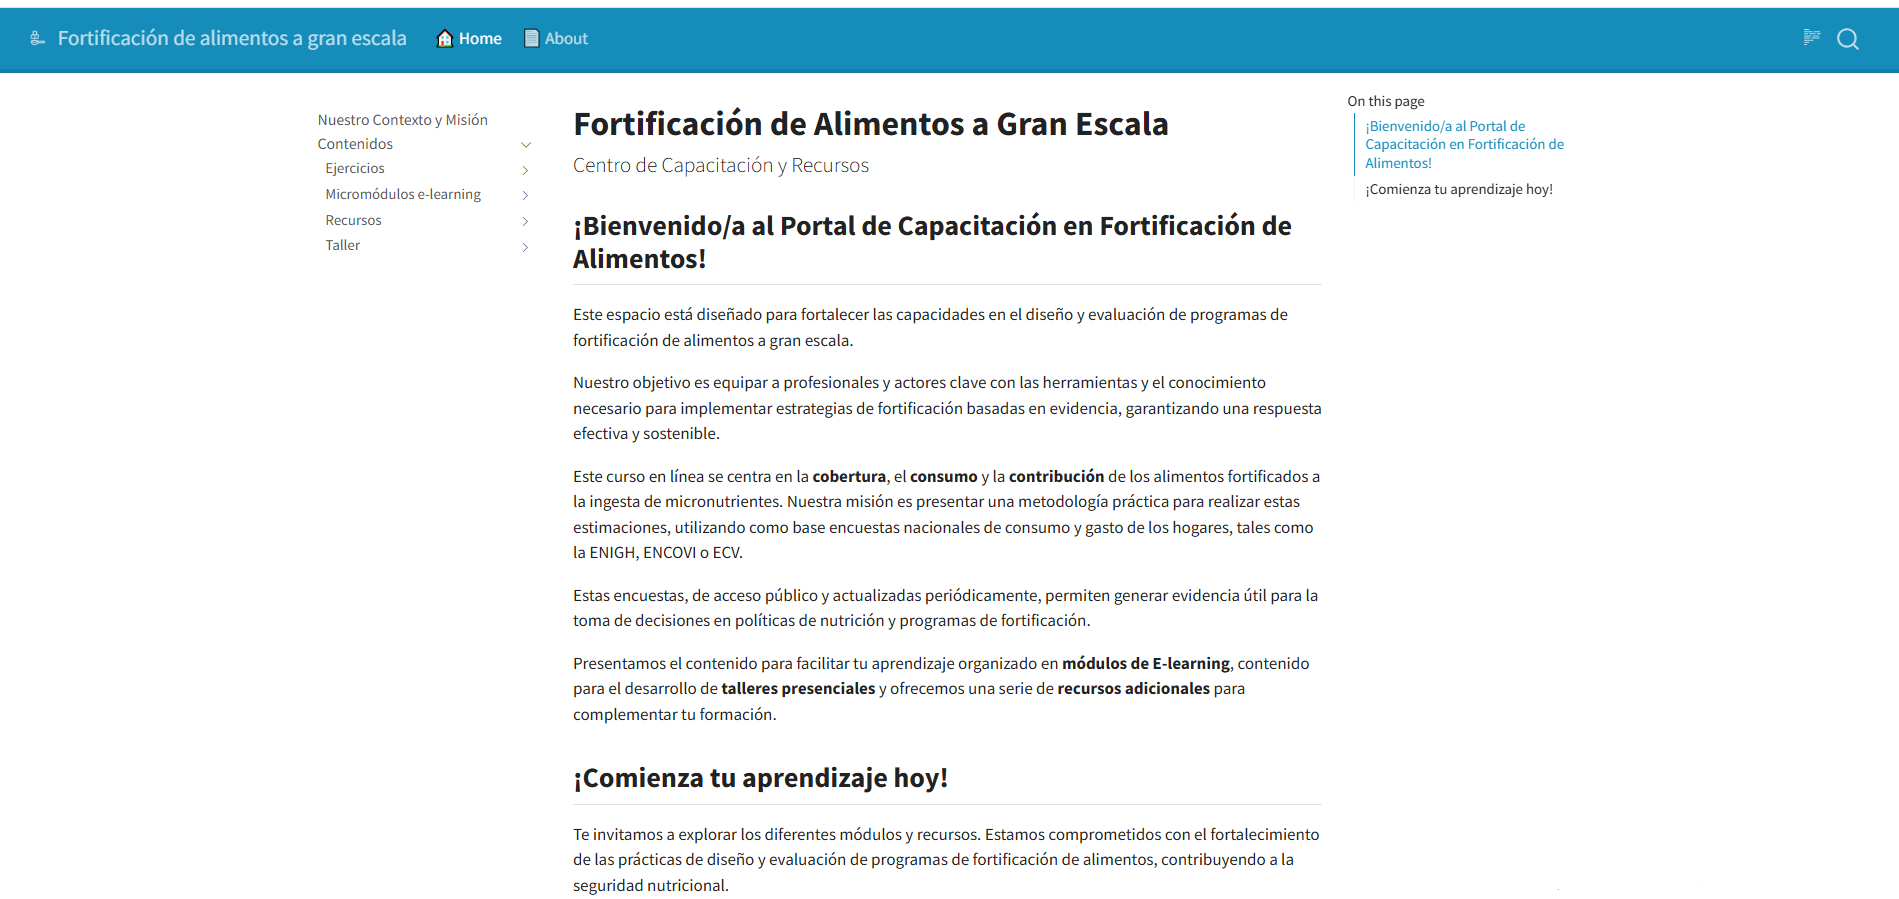 Fortificación de alimentos a gran escala
Home
About
Nuestro Contexto y Misión
Contenidos
Ejercicios
Micromódulos e-learning
Recursos
Taller
Fortificación de Alimentos a Gran Escala
Centro de Capacitación y Recursos
¡Bienvenido/a al Portal de Capacitación en Fortificación de
Alimentos!
Este espacio está diseñado para fortalecer las capacidades en el diseño y evaluación de programas de
fortificación de alimentos a gran escala.
Nuestro objetivo es equipar a profesionales y actores clave con las herramientas y el conocimiento
necesario para implementar estrategias de fortificación basadas en evidencia, garantizando una respuesta
efectiva y sostenible.
Este curso en línea se centra en la cobertura, el consumo y la contribución de los alimentos fortificados a
la ingesta de micronutrientes. Nuestra misión es presentar una metodología práctica para realizar estas
estimaciones, utilizando como base encuestas nacionales de consumo y gasto de los hogares, tales como
la ENIGH, ENCOVI o ECV.
Estas encuestas, de acceso público y actualizadas periódicamente, permiten generar evidencia útil para la
toma de decisiones en políticas de nutrición y programas de fortificación.
Presentamos el contenido para facilitar tu aprendizaje organizado en módulos de E-learning, contenido
para el desarrollo de talleres presenciales y ofrecemos una serie de recursos adicionales para
complementar tu formación.
¡Comienza tu aprendizaje hoy!
Te invitamos a explorar los diferentes módulos y recursos. Estamos comprometidos con el fortalecimiento
de las prácticas de diseño y evaluación de programas de fortificación de alimentos, contribuyendo a la
seguridad nutricional.
On this page
¡Bienvenido/a al Portal de
Capacitación en Fortificación de
Alimentos!
¡Comienza tu aprendizaje hoy!